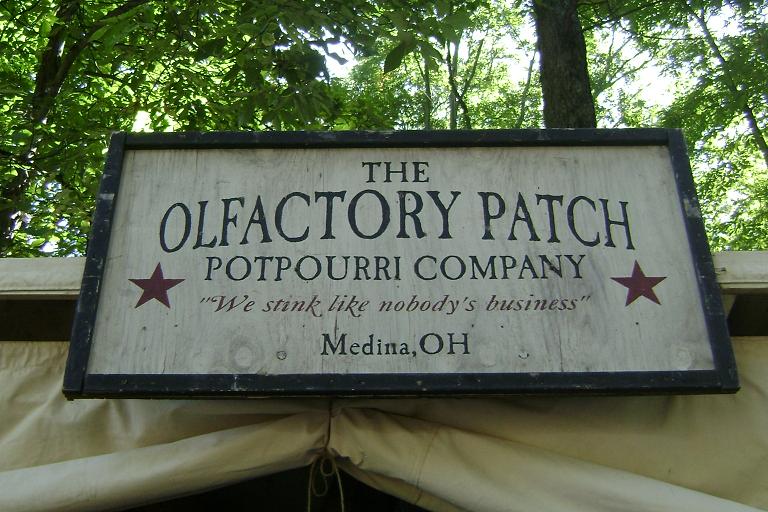 THE
OLFACTORY PATCH
POTPOURRI COMPANY
"We stink like nobody's business"
Medina, OH